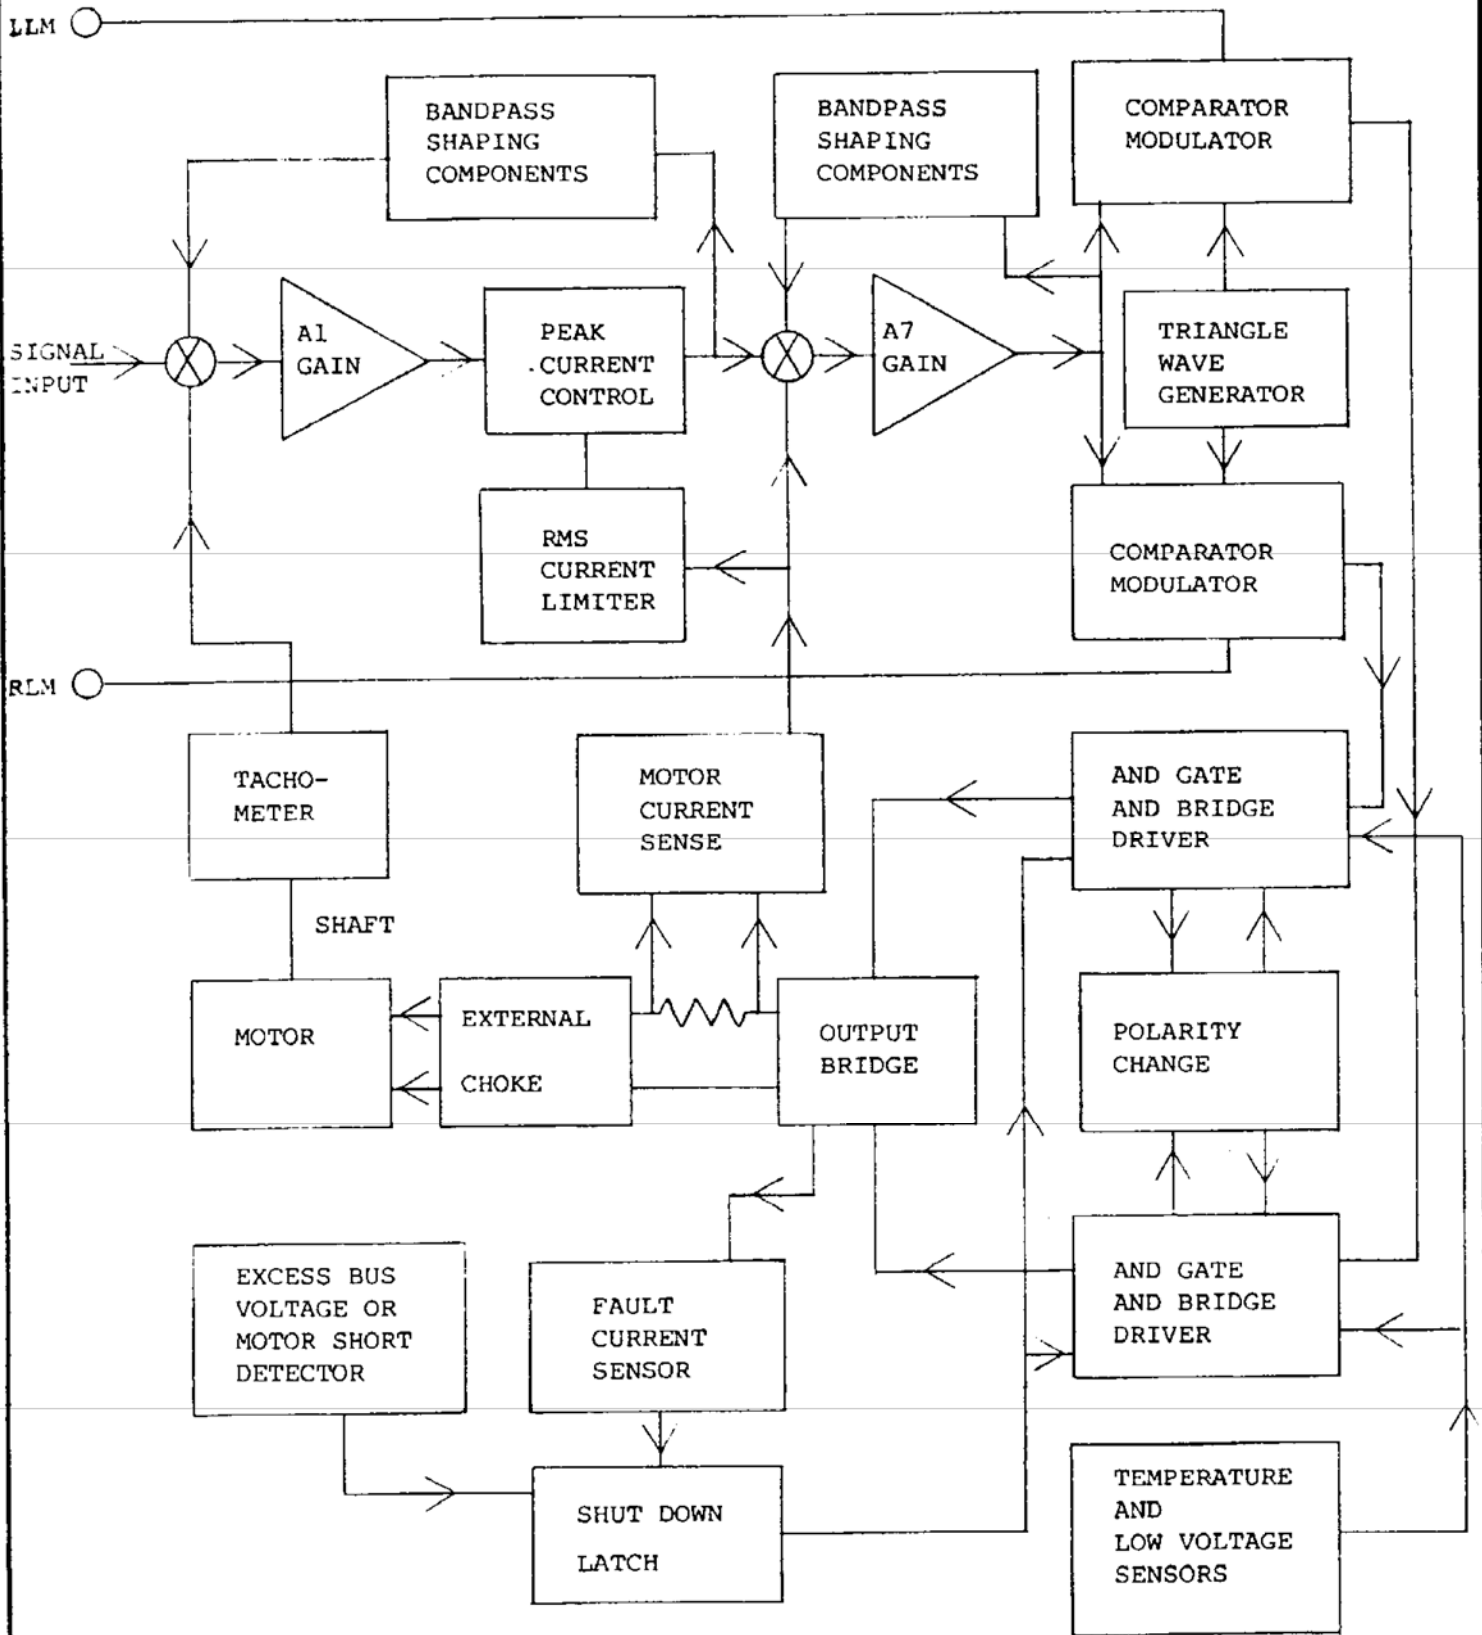 LLM
BANDPASS
SHAPING
COMPONENTS
BANDPASS
SHAPING
COMPONENTS
COMPARATOR
MODULATOR
SIGNAL
INPUT
A1
GAIN
PEAK
CURRENT
CONTROL
A7
GAIN
TRIANGLE
WAVE
GENERATOR
RMS
CURRENT
LIMITER
COMPARATOR
MODULATOR
RLM
TACHO-
METER
MOTOR
CURRENT
SENSE
AND GATE
AND BRIDGE
DRIVER
SHAFT
MOTOR
EXTERNAL
CHOKE
OUTPUT
BRIDGE
POLARITY
CHANGE
EXCESS BUS
VOLTAGE OR
MOTOR SHORT
DETECTOR
FAULT
CURRENT
SENSOR
AND GATE
AND BRIDGE
DRIVER
SHUT DOWN
LATCH
TEMPERATURE
AND
LOW VOLTAGE
SENSORS